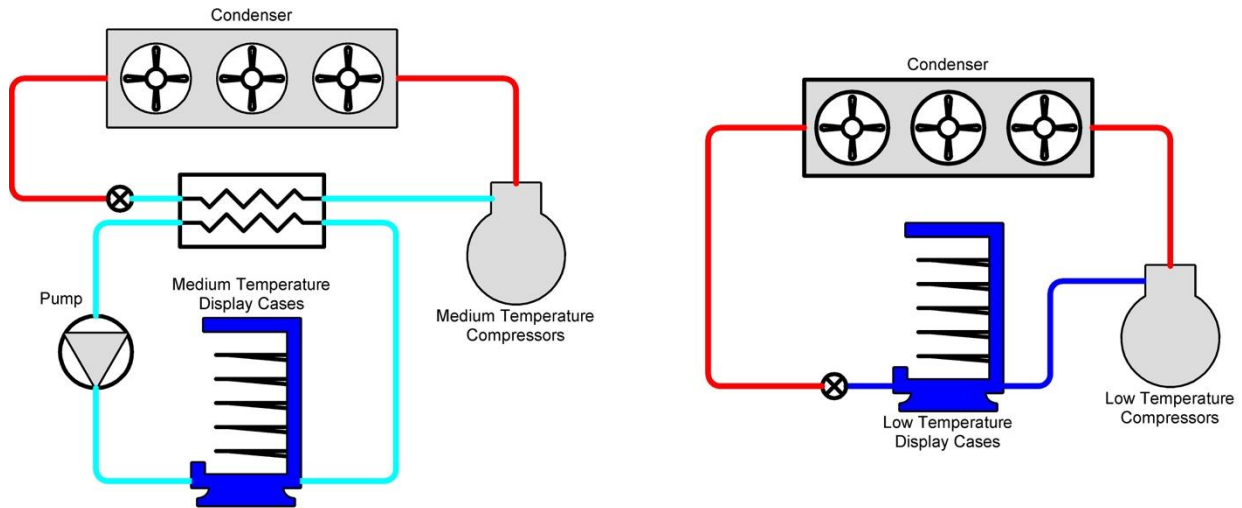 Condenser
Medium Temperature
Display Cases
Pump
Medium Temperature
Compressors
Condenser
Low Temperature
Display Cases
Low Temperature
Compressors